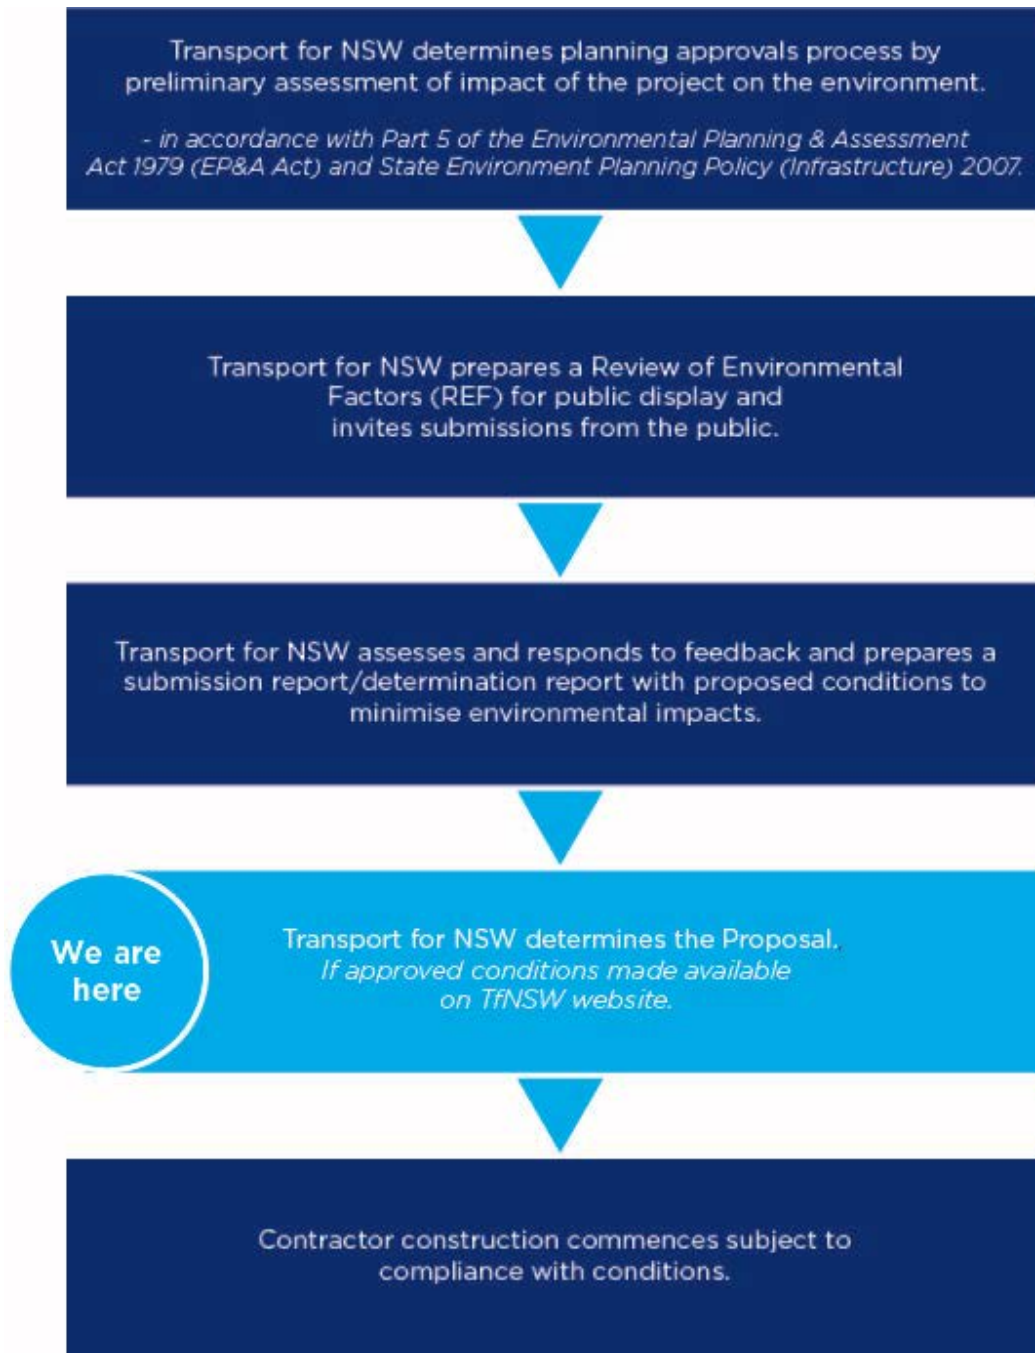 Transport for NSW determines planning approvals process by
preliminary assessment of impact of the project on the environment.
- in accordance with Part 5 of the Environmental Planning & Assessment
Act 1979 (EP&A Act) and State Environment Planning Policy (Infrastructure) 2007.
Transport for NSW prepares a Review of Environmental
Factors (REF) for public display and
invites submissions from the public.
Transport for NSW assesses and responds to feedback and prepares a
submission report/determination report with proposed conditions to
minimise environmental impacts.
We are
here
Transport for NSW determines the Proposal.
If approved conditions made available
on TfNSW website.
Contractor construction commences subject to
compliance with conditions.